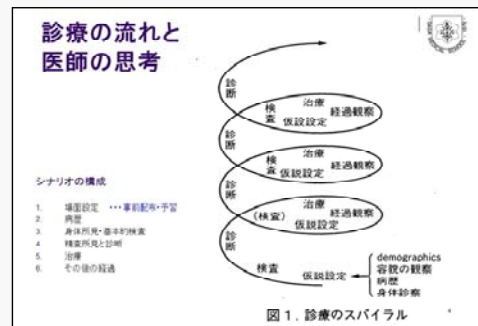 診療の流れと
医師の思考
シナリオの構成
1. 場面設定 ・・・事前配布・予習
2. 病歴
3. 身体所見・基本的検査
4 精査所見と診断
5. 治療
6. その後の経過
診断
検査
治療
仮説設定
経過観察
診断
検査
治療
仮説設定
経過観察
診断
(検査)
治療
仮説設定
経過観察
診断
検査
仮説設定
demographics
容貌の観察
病歴
身体診察
図1. 診療のスパイラル